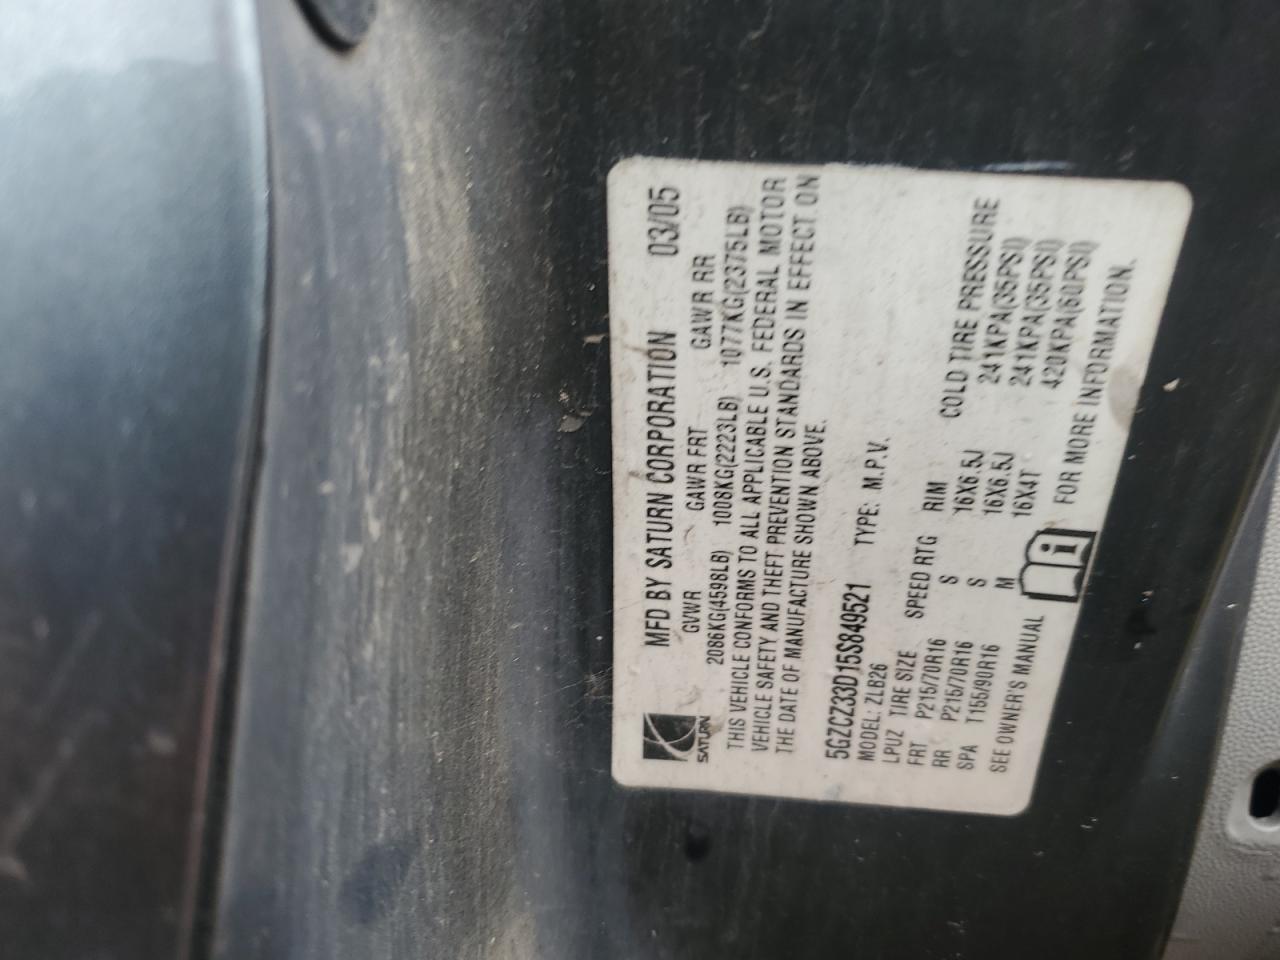 MFD BY SATURN CORPORATION 03/05
GVWR GAWR FRT GAWR RR
2086KG(4598LB) 1008KG(2223LB) 1077KG(2375LB)
SATURN
THIS VEHICLE CONFORMS TO ALL APPLICABLE U.S. FEDERAL MOTOR
VEHICLE SAFETY AND THEFT PREVENTION STANDARDS IN EFFECT ON
THE DATE OF MANUFACTURE SHOWN ABOVE.
5GZCZ33D15S849521 TYPE: M.P.V.
MODEL: ZLB26
LPUZ TIRE SIZE SPEED RTG RIM COLD TIRE PRESSURE
FRT P215/70R16 S 16X6.5J 241KPA(35PSI)
RR P215/70R16 S 16X6.5J 241KPA(35PSI)
SPA T155/90R16 M 16X4T 420KPA(60PSI)
SEE OWNER'S MANUAL FOR MORE INFORMATION.